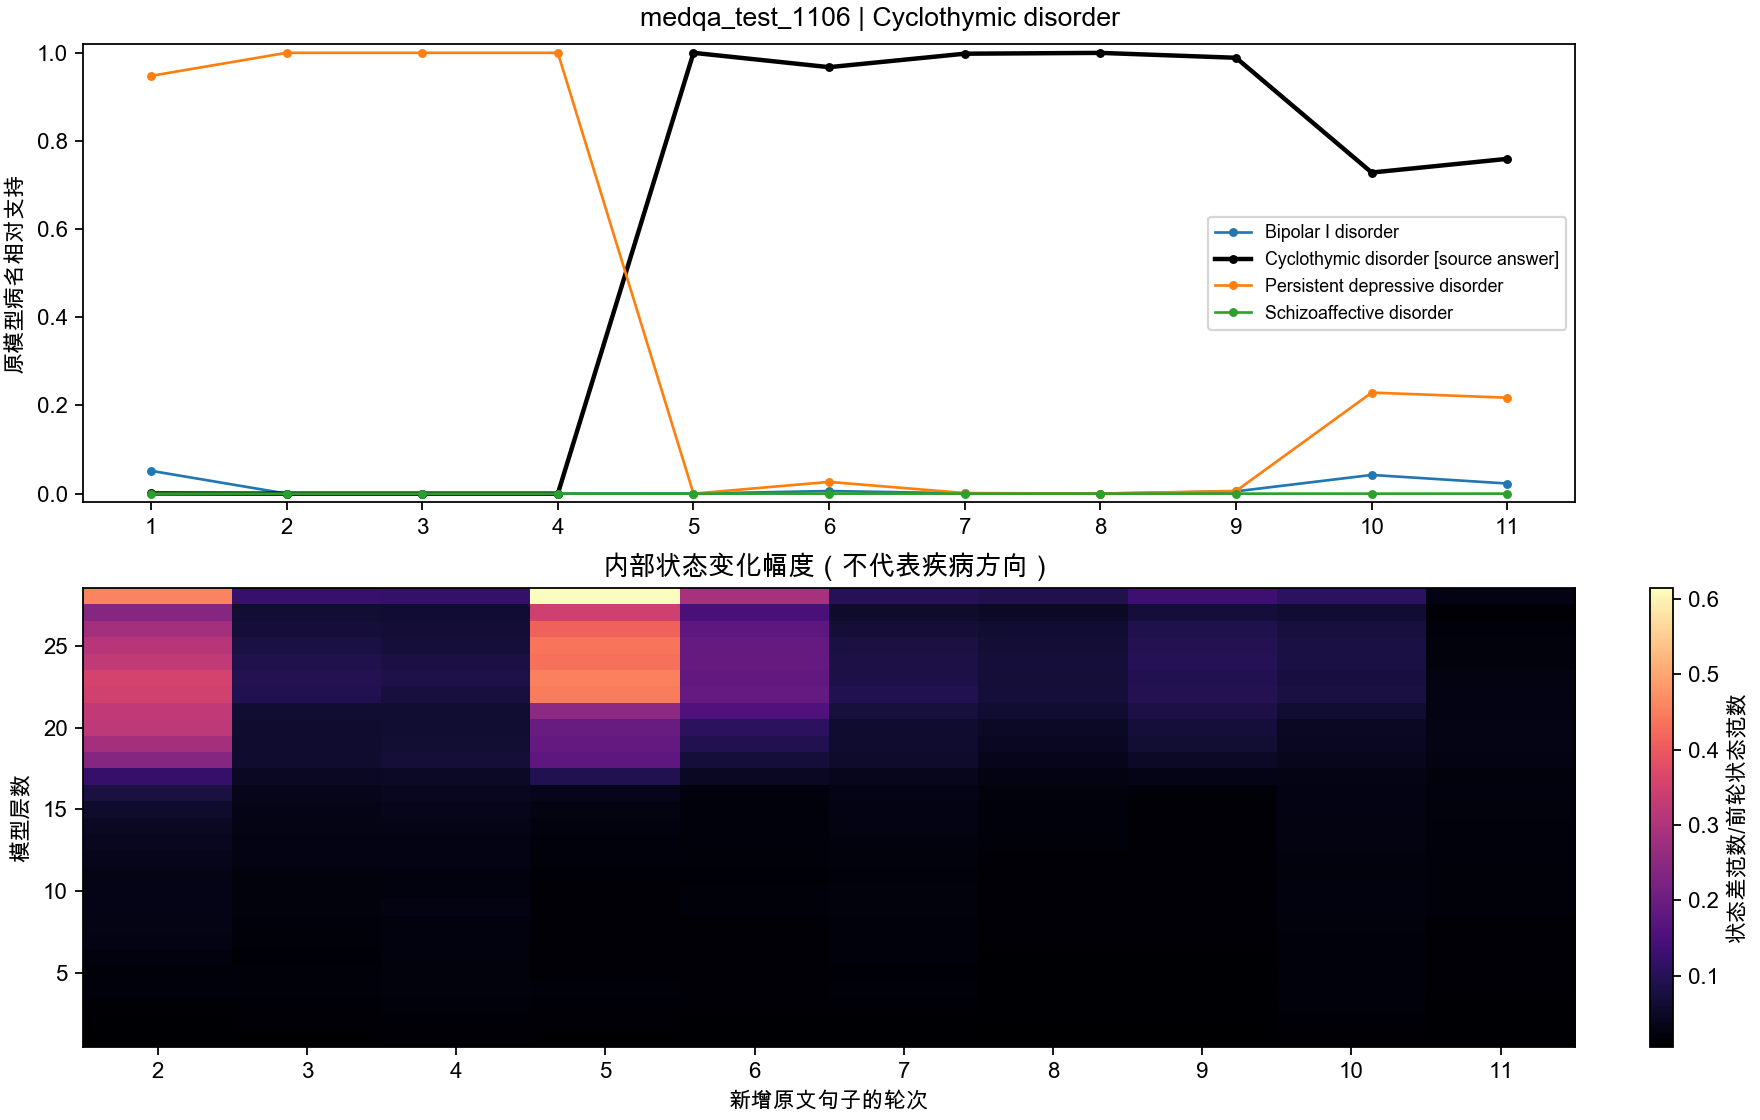 medqa_test_1106 | Cyclothymic disorder
原模型病名相对支持
1.0
0.8
0.6
0.4
0.2
0.0
Bipolar I disorder
Cyclothymic disorder [source answer]
Persistent depressive disorder
Schizoaffective disorder
1 2 3 4 5 6 7 8 9 10 11
内部状态变化幅度（不代表疾病方向）
模型层数
25
20
15
10
5
2 3 4 5 6 7 8 9 10 11
新增原文句子的轮次
0.6
0.5
0.4
0.3
0.2
0.1
状态差范数/前轮状态范数